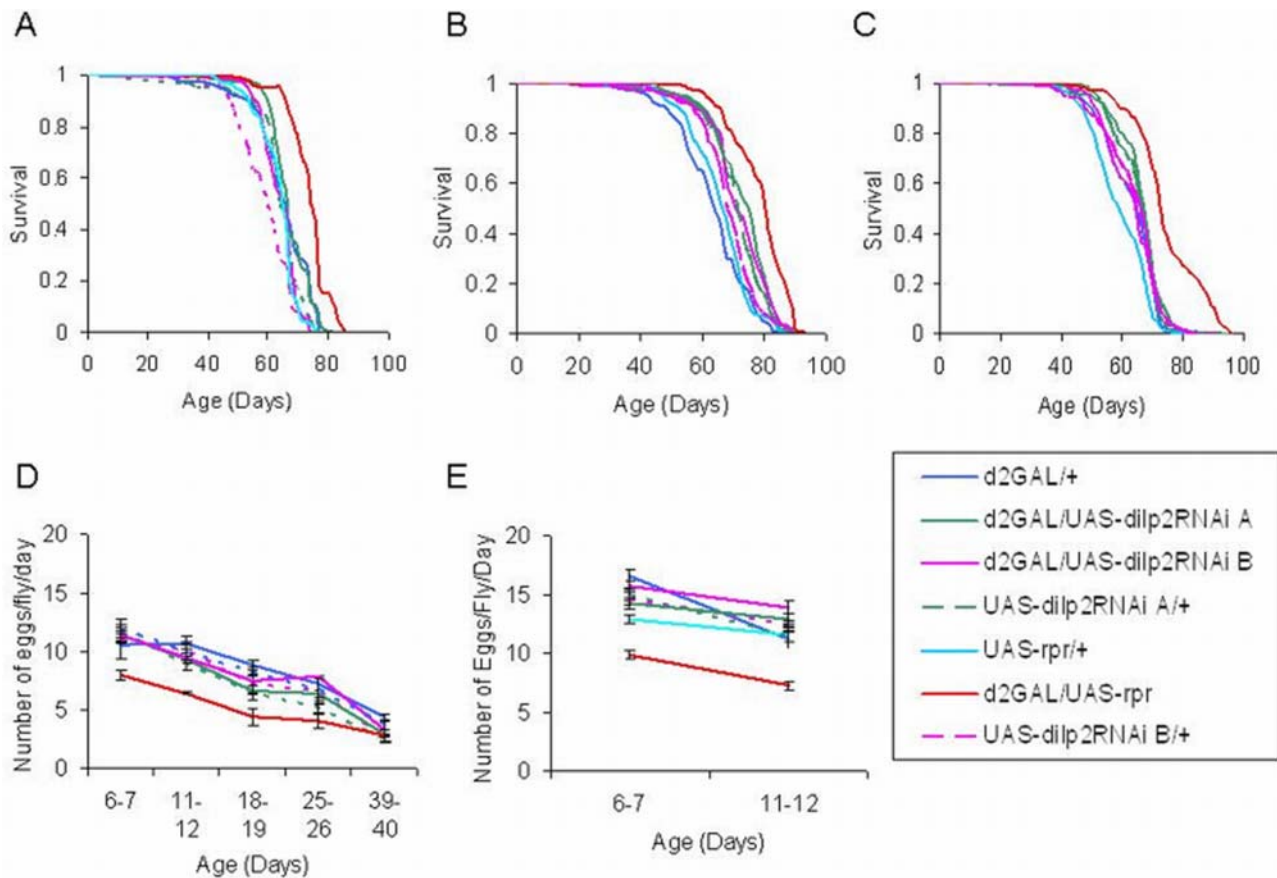 A
B
C
Survival
1
0.8
0.6
0.4
0.2
0
0 20 40 60 80 100
Age (Days)
Survival
1
0.8
0.6
0.4
0.2
0
0 20 40 60 80 100
Age (Days)
Survival
1
0.8
0.6
0.4
0.2
0
0 20 40 60 80 100
Age (Days)
D
Number of eggs/fly/day
20
15
10
5
0
6-7 11- 18- 25- 39-
12 19 26 40
Age (Days)
E
Number of Eggs/Fly/Day
20
15
10
5
0
6-7 11-12
Age (Days)
d2GAL/+
d2GAL/UAS-dilp2RNAi A
d2GAL/UAS-dilp2RNAi B
UAS-dilp2RNAi A/+
UAS-rpr/+
d2GAL/UAS-rpr
UAS-dilp2RNAi B/+